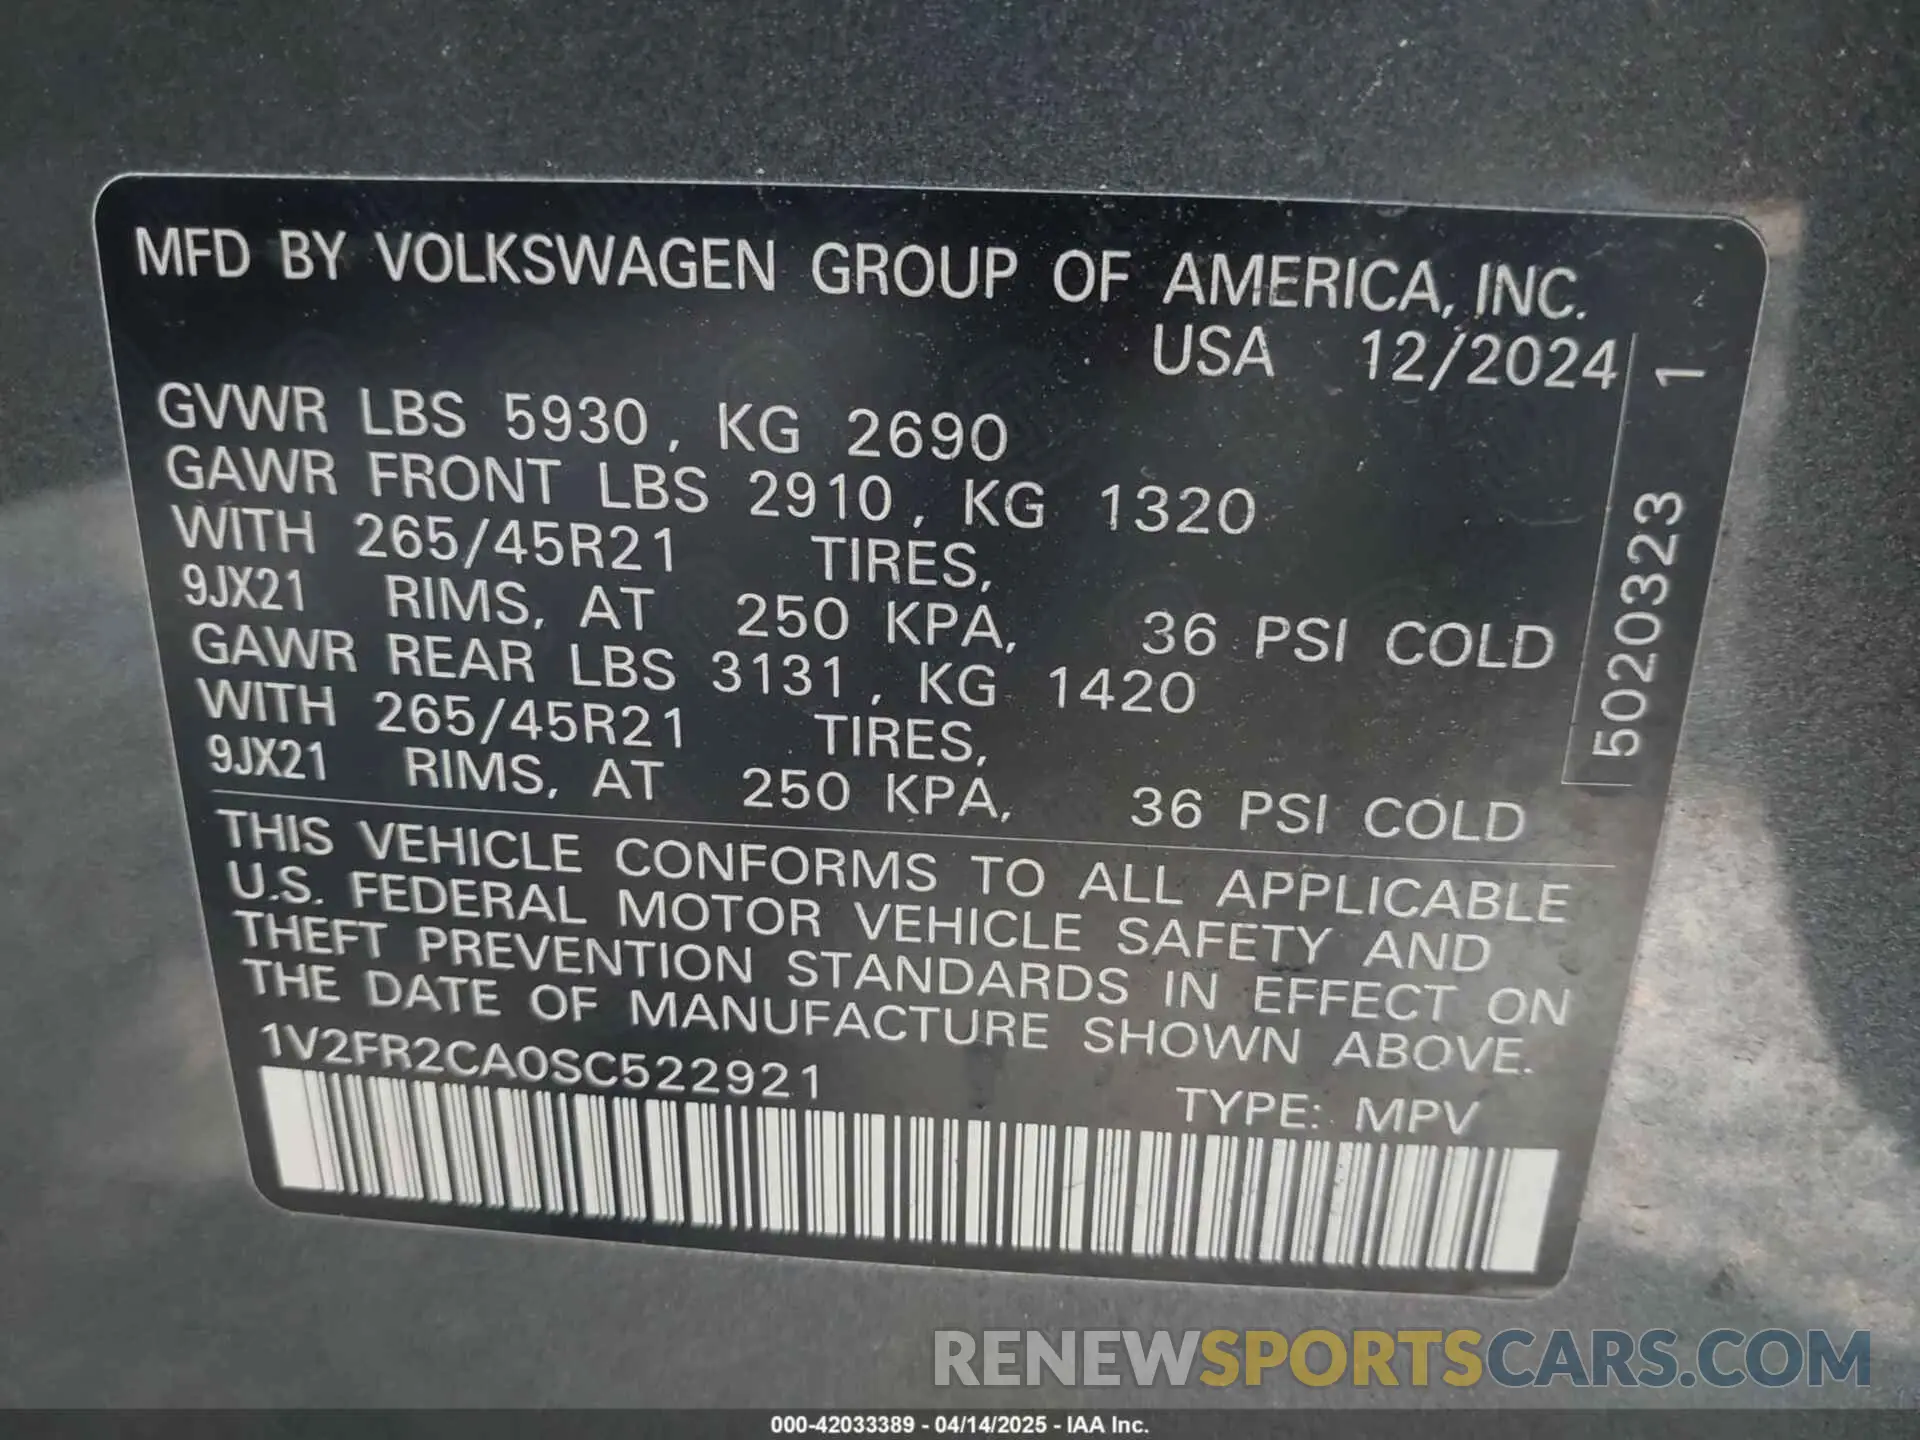 MFD BY VOLKSWAGEN GROUP OF AMERICA, INC.
USA 12/2024
GVWR LBS 5930, KG 2690
GAWR FRONT LBS 2910, KG 1320
WITH 265/45R21 TIRES,
9JX21 RIMS, AT 250 KPA, 36 PSI COLD
GAWR REAR LBS 3131, KG 1420
WITH 265/45R21 TIRES,
9JX21 RIMS, AT 250 KPA, 36 PSI COLD
5020323 1
THIS VEHICLE CONFORMS TO ALL APPLICABLE
U.S. FEDERAL MOTOR VEHICLE SAFETY AND
THEFT PREVENTION STANDARDS IN EFFECT ON
THE DATE OF MANUFACTURE SHOWN ABOVE.
1V2FR2CA0SC522921
TYPE: MPV
RENEWSPORTSCARS.COM
000-42033389 - 04/14/2025 - IAA Inc.